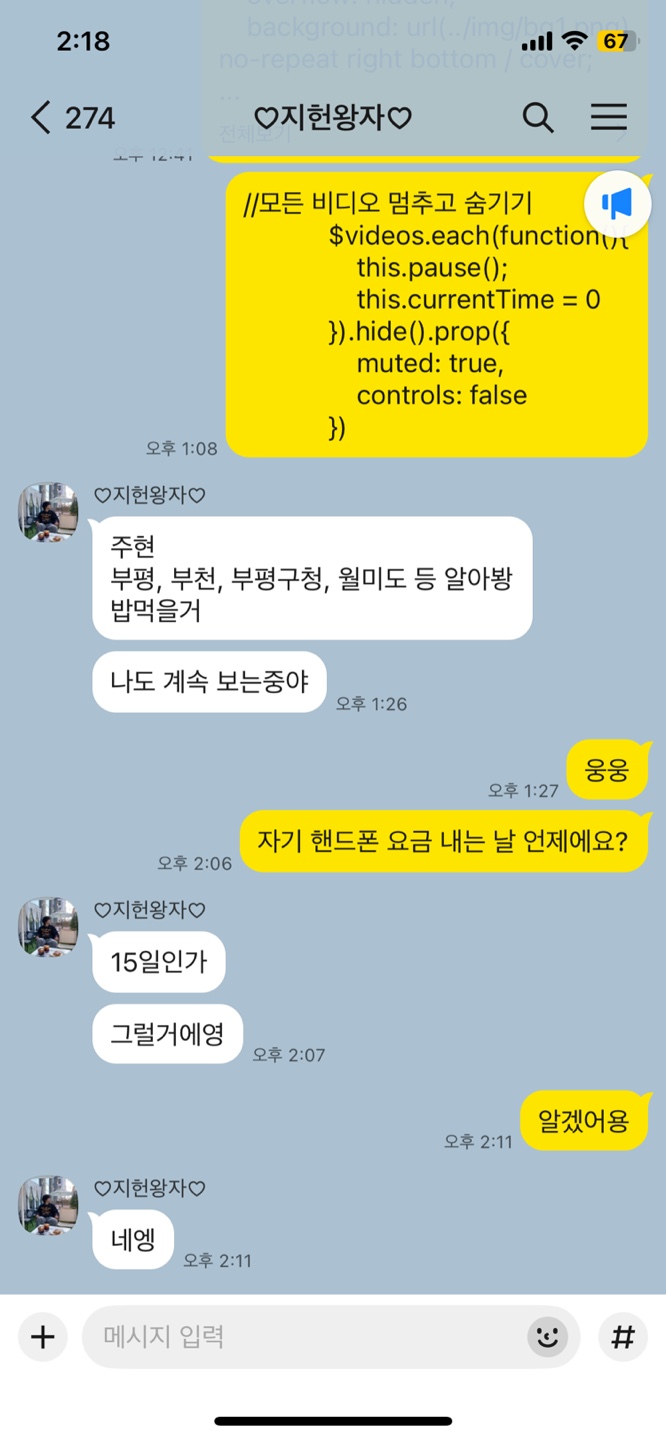 2:18
67
overflow: hidden;
background: url(../img/bg1.png)
no-repeat right bottom / cover;
...
전체보기
274
♡지헌왕자♡
오후 12:41
//모든 비디오 멈추고 숨기기
$videos.each(function(){
this.pause();
this.currentTime = 0
}).hide().prop({
muted: true,
controls: false
})
오후 1:08
♡지헌왕자♡
주현
부평, 부천, 부평구청, 월미도 등 알아봥
밥먹을거
나도 계속 보는중야
오후 1:26
웅웅
오후 1:27
자기 핸드폰 요금 내는 날 언제에요?
오후 2:06
♡지헌왕자♡
15일인가
그럴거에영
오후 2:07
알겠어용
오후 2:11
♡지헌왕자♡
네엥
오후 2:11
메시지 입력
#